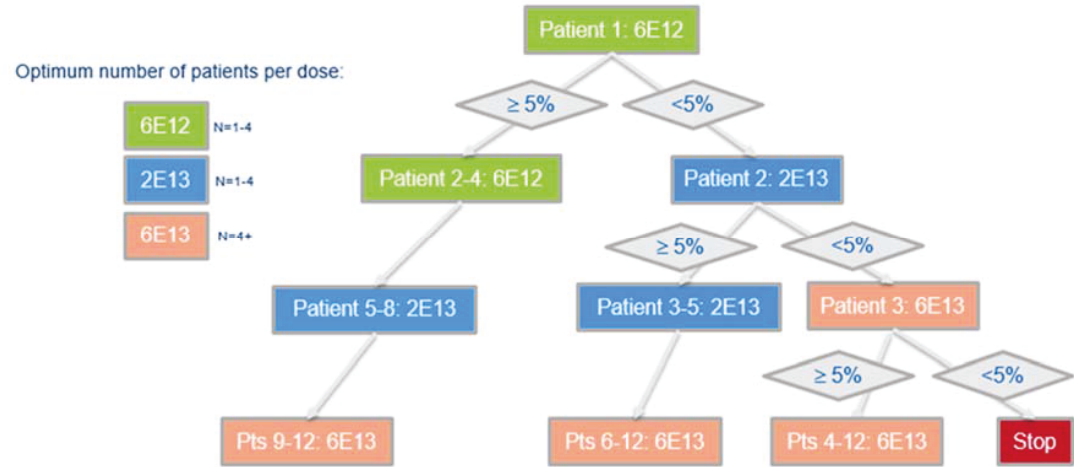 Patient 1: 6E12
Optimum number of patients per dose:
≥ 5%
<5%
6E12
N=1-4
Patient 2-4: 6E12
Patient 2: 2E13
2E13
N=1-4
6E13
N=4+
≥ 5%
<5%
Patient 5-8: 2E13
Patient 3-5: 2E13
Patient 3: 6E13
≥ 5%
<5%
Pts 9-12: 6E13
Pts 6-12: 6E13
Pts 4-12: 6E13
Stop